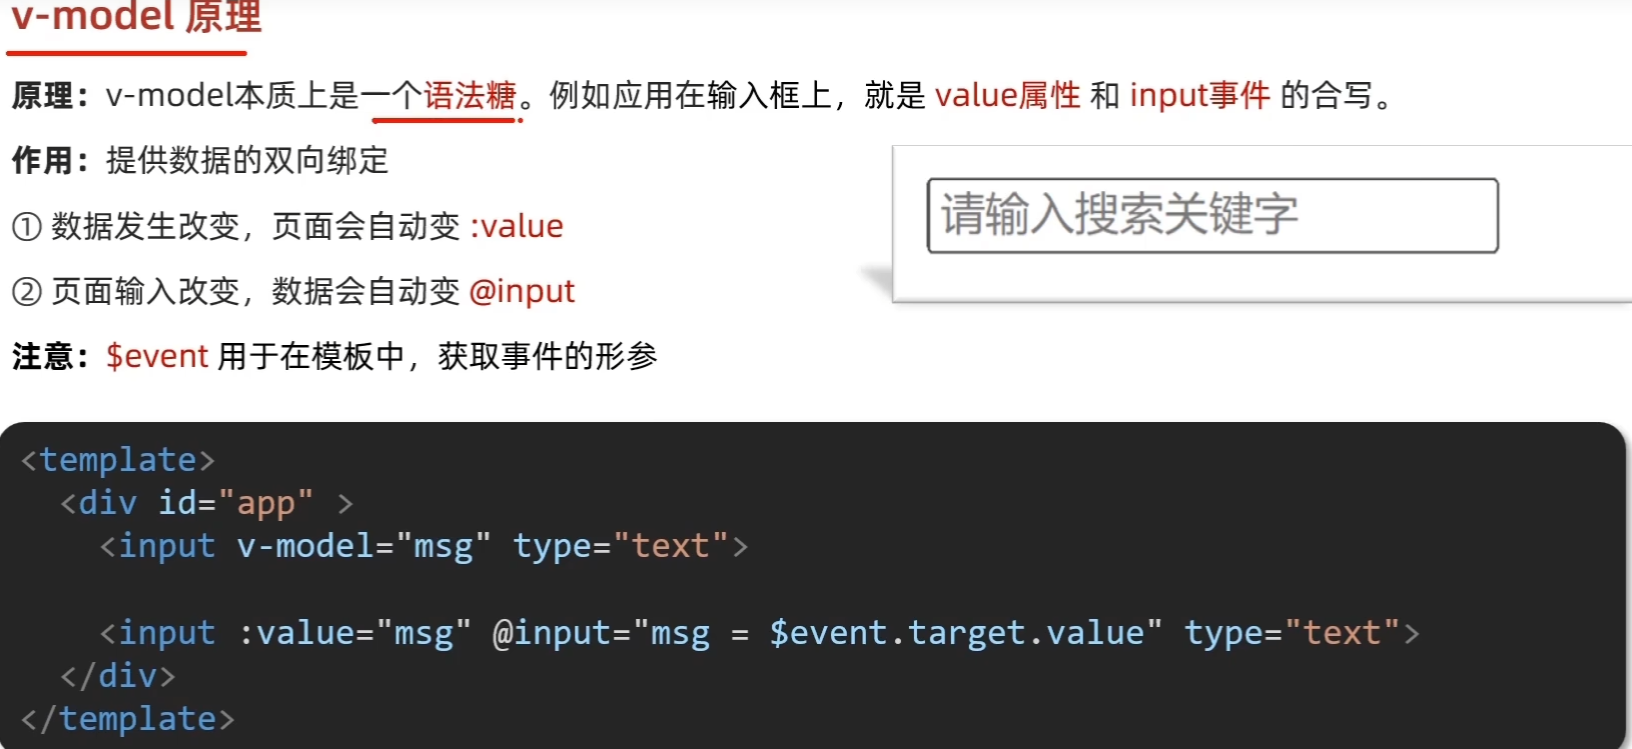 v-model 原理
原理：v-model本质上是一个语法糖。例如应用在输入框上，就是 value属性 和 input事件 的合写。
作用：提供数据的双向绑定
① 数据发生改变，页面会自动变 :value
② 页面输入改变，数据会自动变 @input
注意：$event 用于在模板中，获取事件的形参
请输入搜索关键字
<template>
<div id="app" >
<input v-model="msg" type="text">
<input :value="msg" @input="msg = $event.target.value" type="text">
</div>
</template>